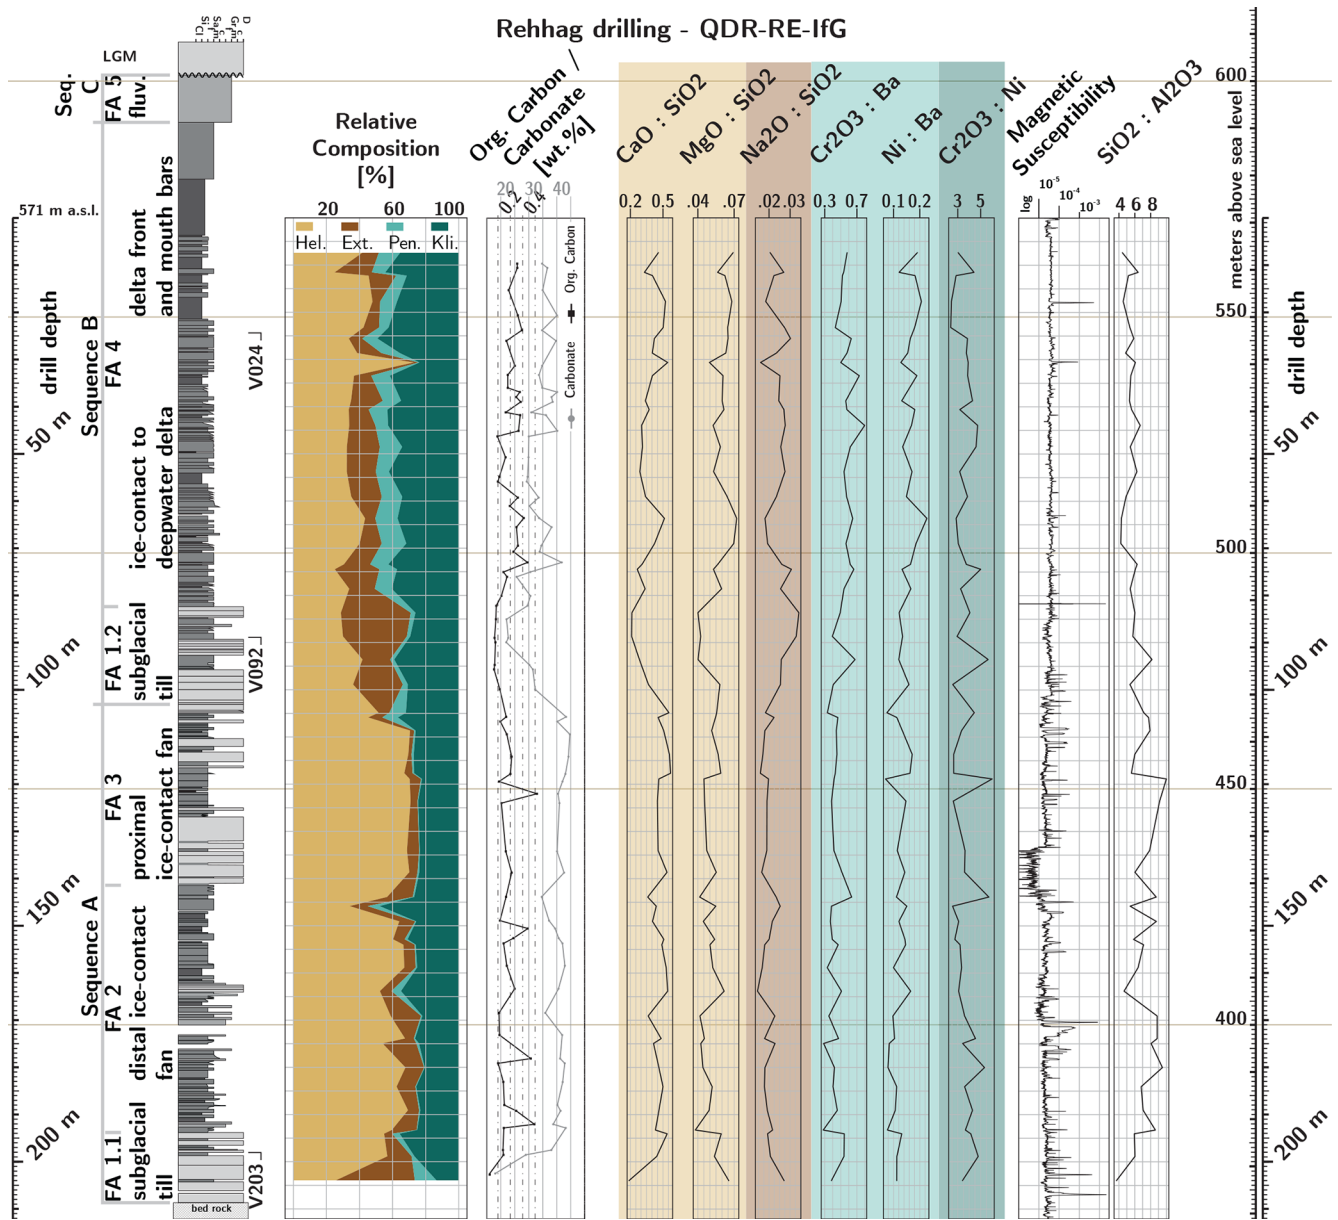 Rehhag drilling - QDR-RE-IfG
D
c
Gr m
f
c
Sa m
f
Si
Cl
LGM
Seq.
C
FA 5
fluv.
571 m a.s.l.
drill depth
50 m
100 m
150 m
200 m
Sequence B
FA 4
delta front
and mouth bars
ice-contact to
deepwater delta
V024
FA 1.2
subglacial
till
V092
Sequence A
FA 3
proximal
ice-contact fan
FA 2
distal ice-contact
fan
FA 1.1
subglacial
till
V203
bed rock
Relative
Composition
[%]
20 60 100
Hel. Ext. Pen. Kli.
Org. Carbon /
Carbonate
[wt.%]
20 30 40
0.2 0.4
Org. Carbon
Carbonate
CaO : SiO2
0.2 0.5
MgO : SiO2
.04 .07
Na2O : SiO2
.02 .03
Cr2O3 : Ba
0.3 0.7
Ni : Ba
0.1 0.2
Cr2O3 : Ni
3 5
Magnetic
Susceptibility
log 10-5 10-4 10-3
SiO2 : Al2O3
4 6 8
meters above sea level
600
550
500
450
400
drill depth
50 m
100 m
150 m
200 m